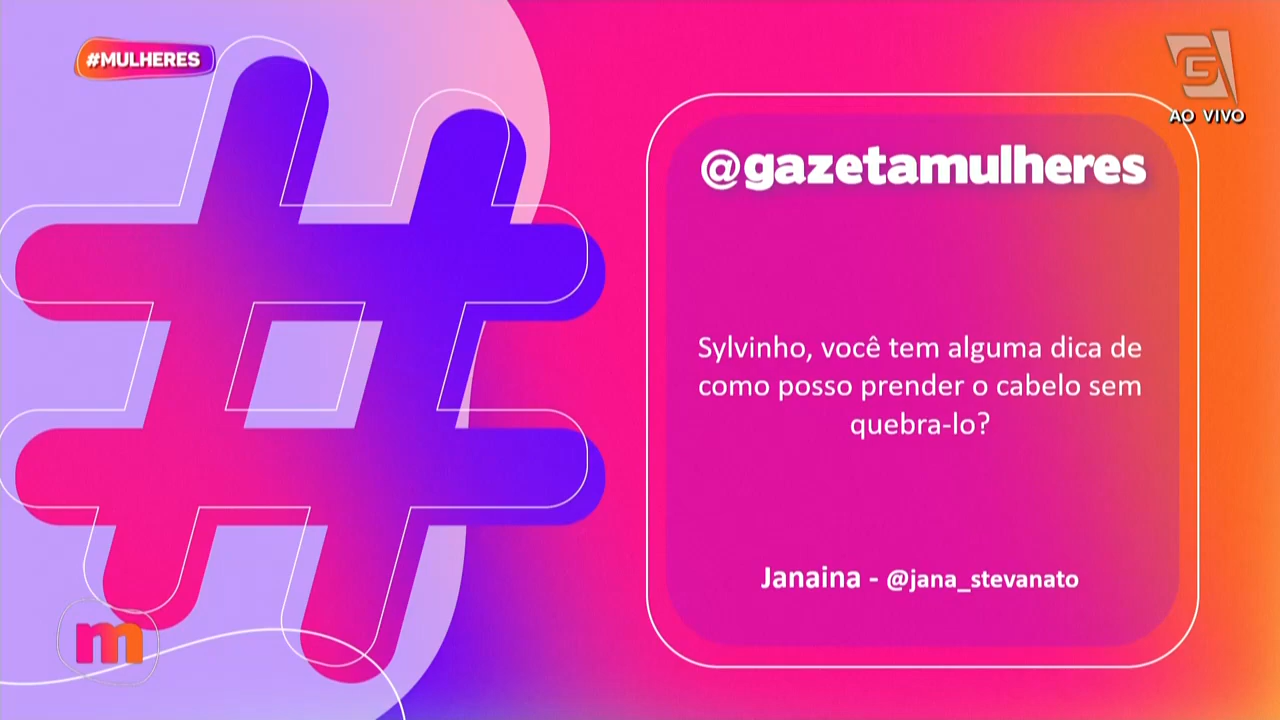 #MULHERES
AO VIVO
@gazetamulheres
Sylvinho, você tem alguma dica de
como posso prender o cabelo sem
quebra-lo?
Janaina - @jana_stevanato
m